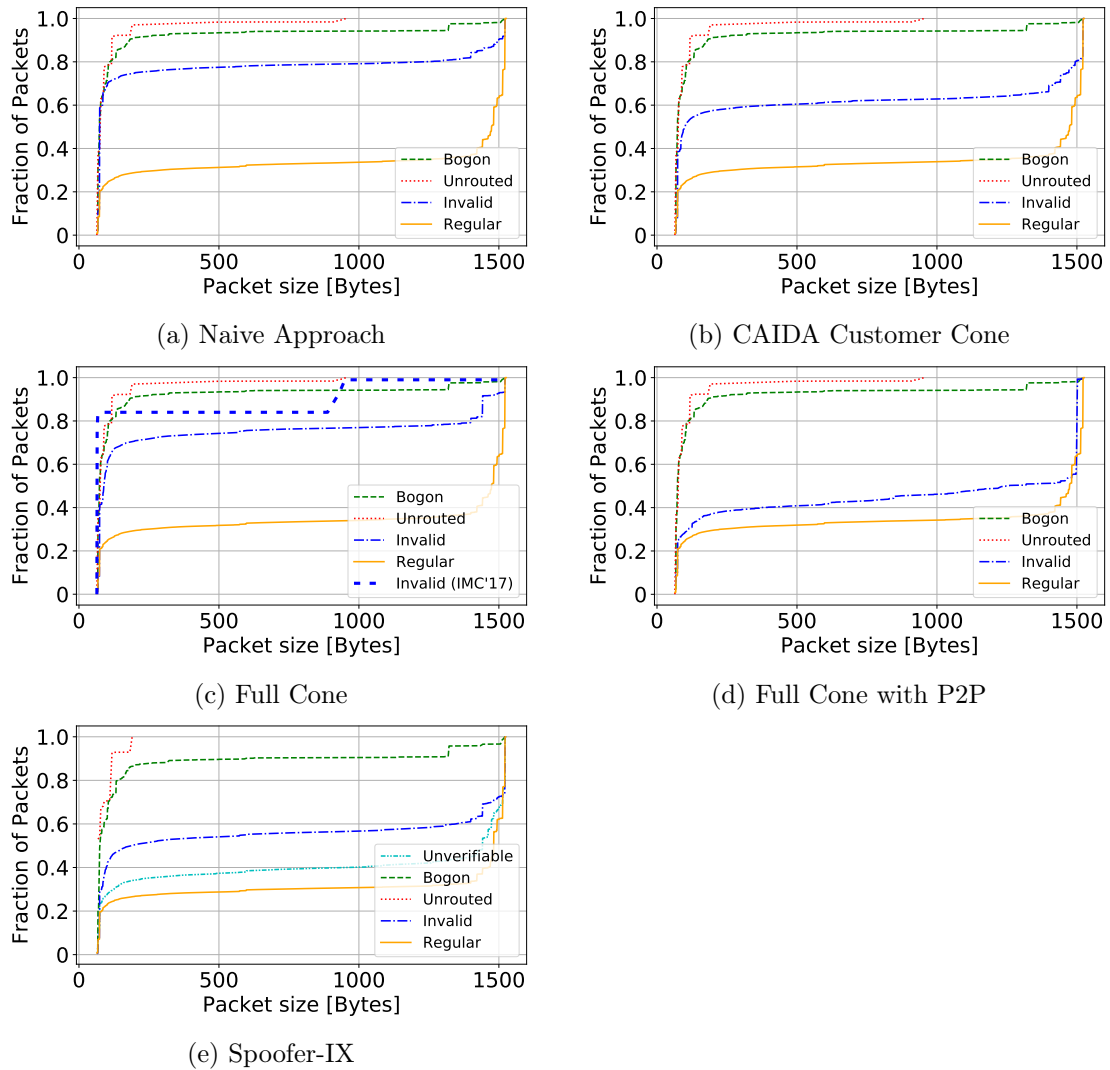 Fraction of Packets
1.0
0.8
0.6
0.4
0.2
0
0 500 1000 1500
Packet size [Bytes]
Bogon
Unrouted
Invalid
Regular
(a) Naive Approach
Fraction of Packets
1.0
0.8
0.6
0.4
0.2
0
0 500 1000 1500
Packet size [Bytes]
Bogon
Unrouted
Invalid
Regular
(b) CAIDA Customer Cone
Fraction of Packets
1.0
0.8
0.6
0.4
0.2
0
0 500 1000 1500
Packet size [Bytes]
Bogon
Unrouted
Invalid
Regular
Invalid (IMC'17)
(c) Full Cone
Fraction of Packets
1.0
0.8
0.6
0.4
0.2
0
0 500 1000 1500
Packet size [Bytes]
Bogon
Unrouted
Invalid
Regular
(d) Full Cone with P2P
Fraction of Packets
1.0
0.8
0.6
0.4
0.2
0
0 500 1000 1500
Packet size [Bytes]
Unverifiable
Bogon
Unrouted
Invalid
Regular
(e) Spoofer-IX